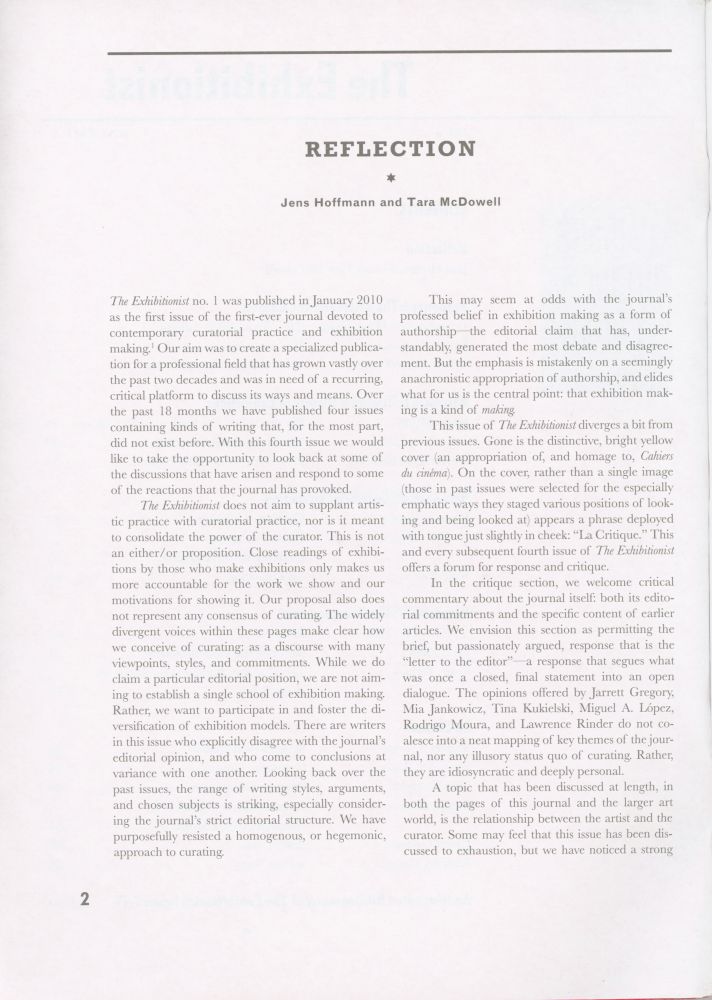 REFLECTION
Jens Hoffmann and Tara McDowell
The Exhibitionist no. 1 was published in January 2010
as the first issue of the first-ever journal devoted to
contemporary curatorial practice and exhibition
making.¹ Our aim was to create a specialized publica-
tion for a professional field that has grown vastly over
the past two decades and was in need of a recurring,
critical platform to discuss its ways and means. Over
the past 18 months we have published four issues
containing kinds of writing that, for the most part,
did not exist before. With this fourth issue we would
like to take the opportunity to look back at some of
the discussions that have arisen and respond to some
of the reactions that the journal has provoked.
The Exhibitionist does not aim to supplant artis-
tic practice with curatorial practice, nor is it meant
to consolidate the power of the curator. This is not
an either/or proposition. Close readings of exhibi-
tions by those who make exhibitions only makes us
more accountable for the work we show and our
motivations for showing it. Our proposal also does
not represent any consensus of curating. The widely
divergent voices within these pages make clear how
we conceive of curating: as a discourse with many
viewpoints, styles, and commitments. While we do
claim a particular editorial position, we are not aim-
ing to establish a single school of exhibition making.
Rather, we want to participate in and foster the di-
versification of exhibition models. There are writers
in this issue who explicitly disagree with the journal's
editorial opinion, and who come to conclusions at
variance with one another. Looking back over the
past issues, the range of writing styles, arguments,
and chosen subjects is striking, especially consider-
ing the journal's strict editorial structure. We have
purposefully resisted a homogenous, or hegemonic,
approach to curating.
This may seem at odds with the journal's
professed belief in exhibition making as a form of
authorship—the editorial claim that has, under-
standably, generated the most debate and disagree-
ment. But the emphasis is mistakenly on a seemingly
anachronistic appropriation of authorship, and elides
what for us is the central point: that exhibition mak-
ing is a kind of making.
This issue of The Exhibitionist diverges a bit from
previous issues. Gone is the distinctive, bright yellow
cover (an appropriation of, and homage to, Cahiers
du cinéma). On the cover, rather than a single image
(those in past issues were selected for the especially
emphatic ways they staged various positions of look-
ing and being looked at) appears a phrase deployed
with tongue just slightly in cheek: "La Critique." This
and every subsequent fourth issue of The Exhibitionist
offers a forum for response and critique.
In the critique section, we welcome critical
commentary about the journal itself: both its edito-
rial commitments and the specific content of earlier
articles. We envision this section as permitting the
brief, but passionately argued, response that is the
"letter to the editor"—a response that segues what
was once a closed, final statement into an open
dialogue. The opinions offered by Jarrett Gregory,
Mia Jankowicz, Tina Kukielski, Miguel A. López,
Rodrigo Moura, and Lawrence Rinder do not co-
alesce into a neat mapping of key themes of the jour-
nal, nor any illusory status quo of curating. Rather,
they are idiosyncratic and deeply personal.
A topic that has been discussed at length, in
both the pages of this journal and the larger art
world, is the relationship between the artist and the
curator. Some may feel that this issue has been dis-
cussed to exhaustion, but we have noticed a strong
2